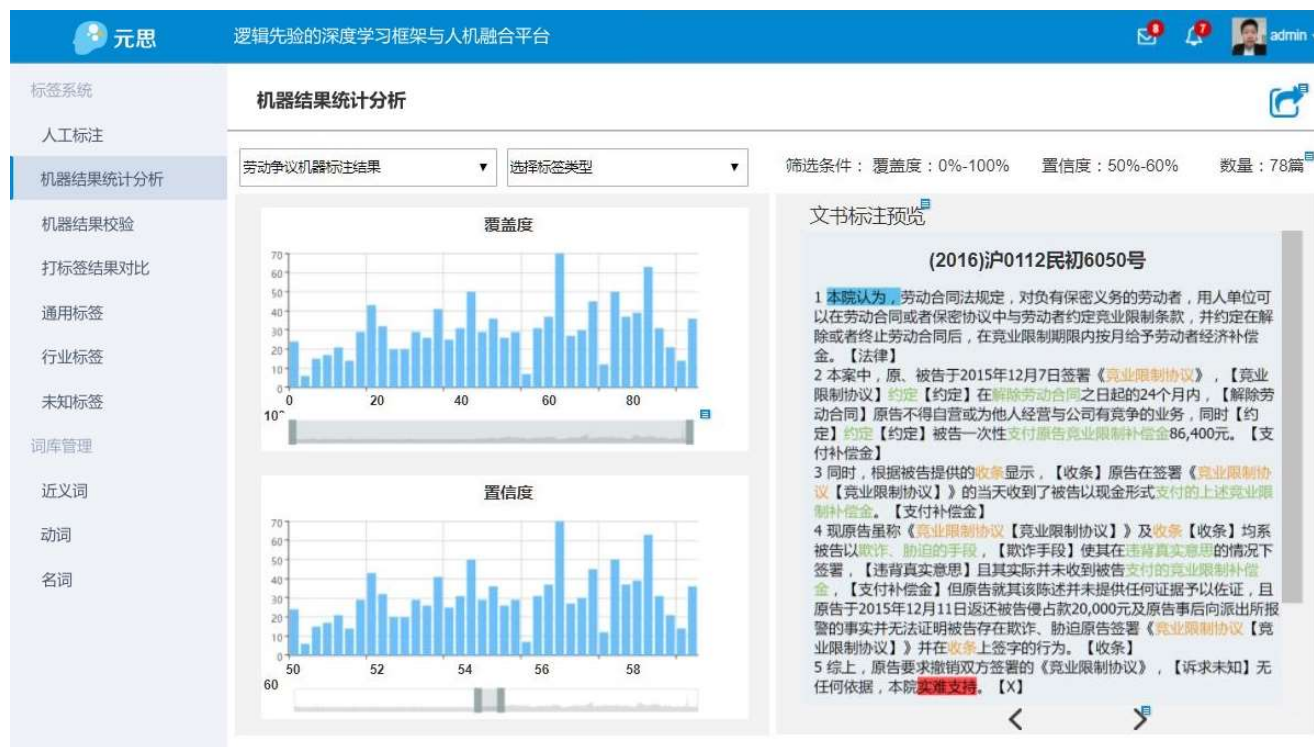 元思
逻辑先验的深度学习框架与人机融合平台
8
7
admin
标签系统
人工标注
机器结果统计分析
机器结果校验
打标签结果对比
通用标签
行业标签
未知标签
词库管理
近义词
动词
名词
机器结果统计分析
劳动争议机器标注结果 ▼
选择标签类型 ▼
筛选条件： 覆盖度：0%-100% 置信度：50%-60% 数量：78篇
覆盖度
70
60
50
40
30
20
10
0
0 20 40 60 80
置信度
70
60
50
40
30
20
10
0
50 52 54 56 58
60
文书标注预览
(2016)沪0112民初6050号
1 本院认为，劳动合同法规定，对负有保密义务的劳动者，用人单位可
以在劳动合同或者保密协议中与劳动者约定竞业限制条款，并约定在解
除或者终止劳动合同后，在竞业限制期限内按月给予劳动者经济补偿
金。【法律】
2 本案中，原、被告于2015年12月7日签署《竞业限制协议》，【竞业
限制协议】约定【约定】在解除劳动合同之日起的24个月内，【解除劳
动合同】原告不得自营或为他人经营与公司有竞争的业务，同时【约
定】约定【约定】被告一次性支付原告竞业限制补偿金86,400元。【支
付补偿金】
3 同时，根据被告提供的收条显示，【收条】原告在签署《竞业限制协
议【竞业限制协议】》的当天收到了被告以现金形式支付的上述竞业限
制补偿金。【支付补偿金】
4 现原告虽称《竞业限制协议【竞业限制协议】》及收条【收条】均系
被告以欺诈、胁迫的手段，【欺诈手段】使其在违背真实意思的情况下
签署，【违背真实意思】且其实际并未收到被告支付的竞业限制补偿
金，【支付补偿金】但原告就其该陈述并未提供任何证据予以佐证，且
原告于2015年12月11日返还被告侵占款20,000元及原告事后向派出所报
警的事实并无法证明被告存在欺诈、胁迫原告签署《竞业限制协议【竞
业限制协议】》并在收条上签字的行为。【收条】
5 综上，原告要求撤销双方签署的《竞业限制协议》，【诉求未知】无
任何依据，本院实难支持。【X】